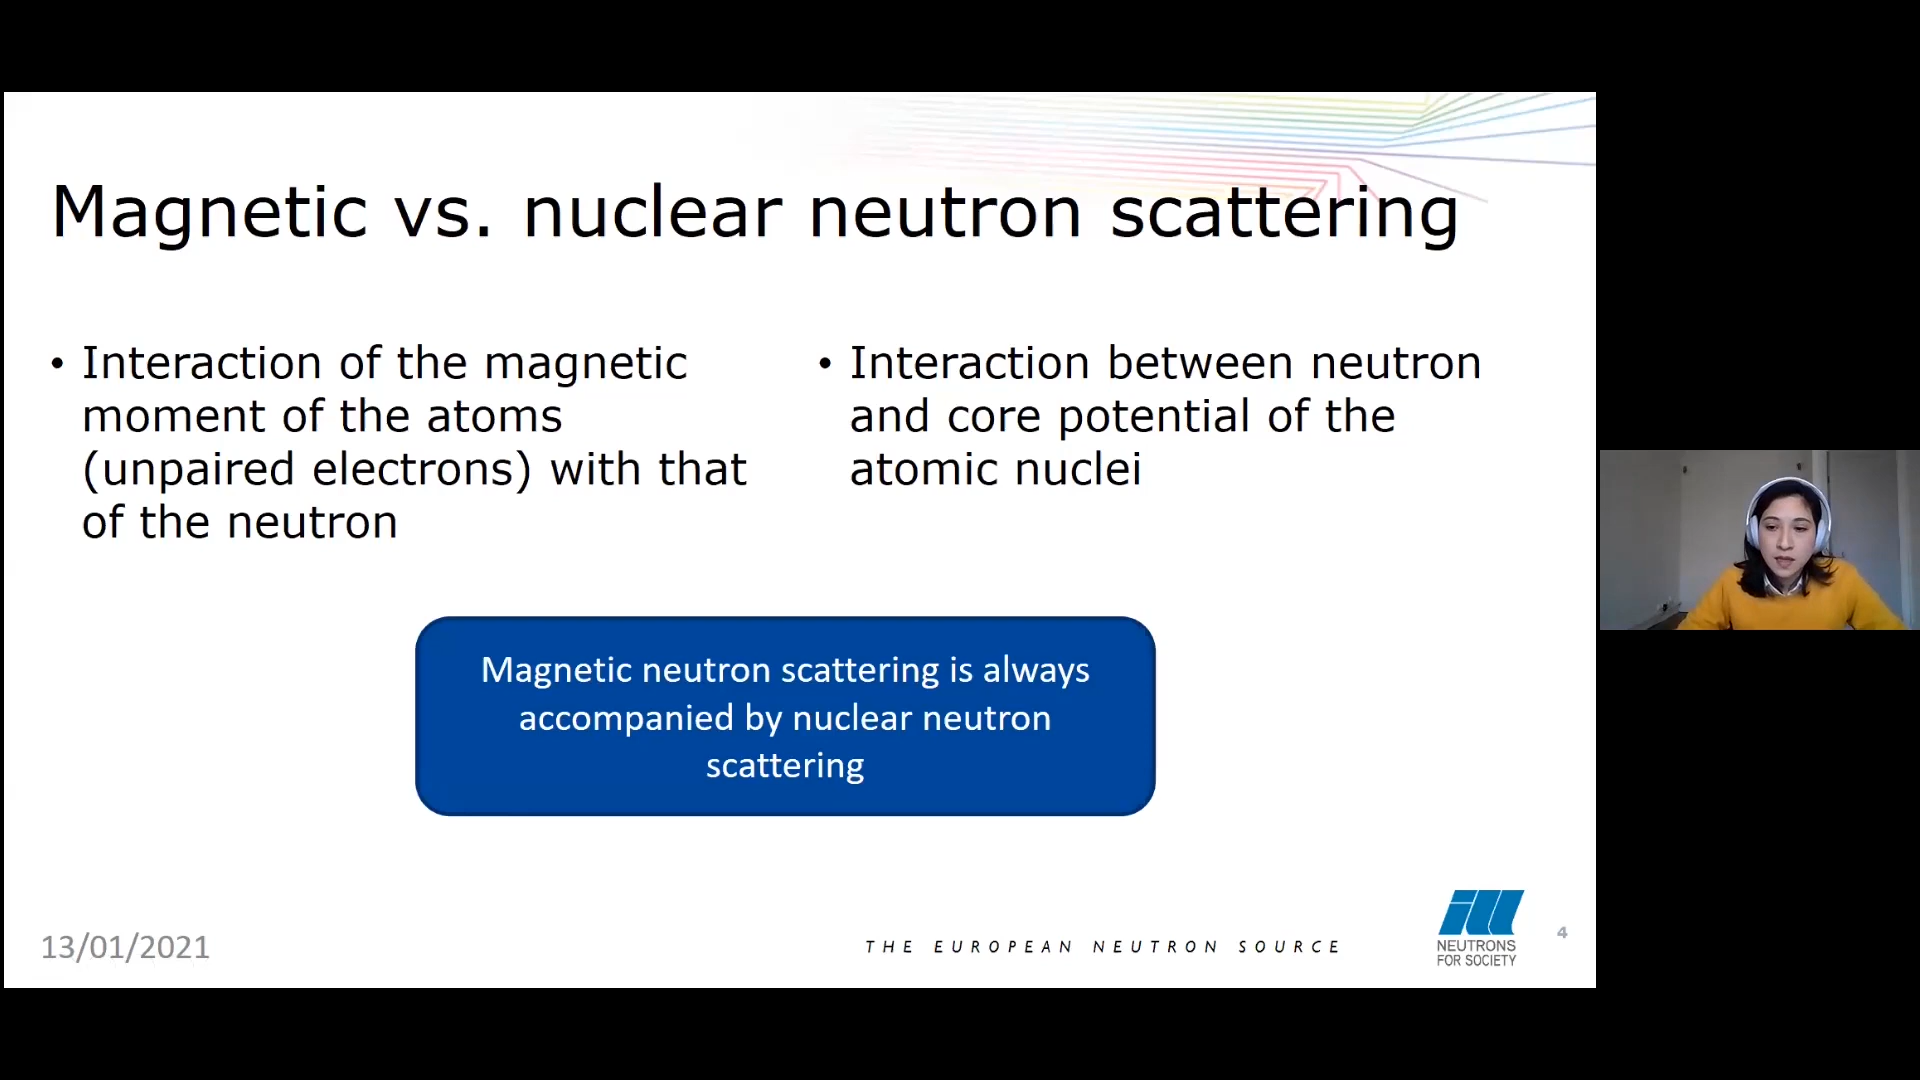 Magnetic vs. nuclear neutron scattering
• Interaction of the magnetic
moment of the atoms
(unpaired electrons) with that
of the neutron
• Interaction between neutron
and core potential of the
atomic nuclei
Magnetic neutron scattering is always
accompanied by nuclear neutron
scattering
13/01/2021
THE EUROPEAN NEUTRON SOURCE
ill
NEUTRONS
FOR SOCIETY
4